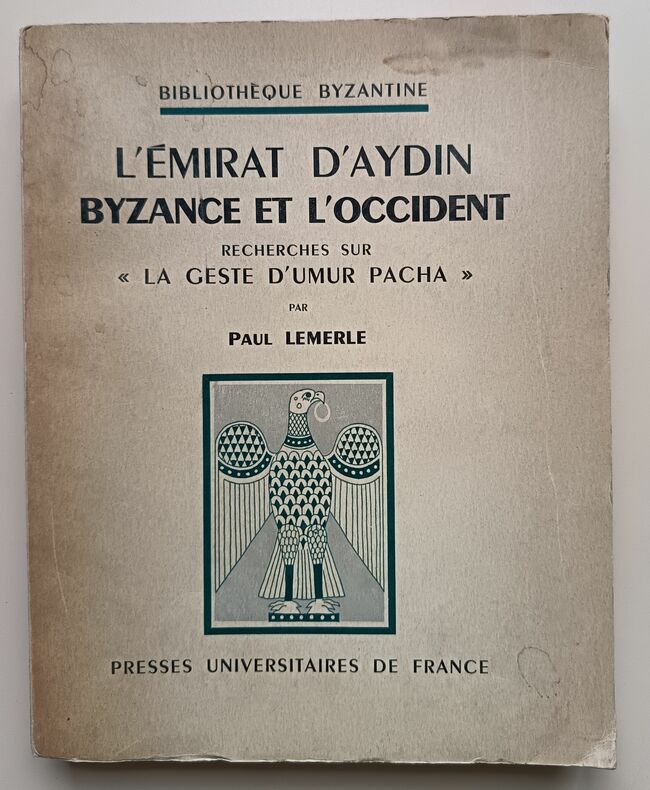 BIBLIOTHÈQUE BYZANTINE
L'ÉMIRAT D'AYDIN
BYZANCE ET L'OCCIDENT
RECHERCHES SUR
« LA GESTE D'UMUR PACHA »
PAR
PAUL LEMERLE
PRESSES UNIVERSITAIRES DE FRANCE